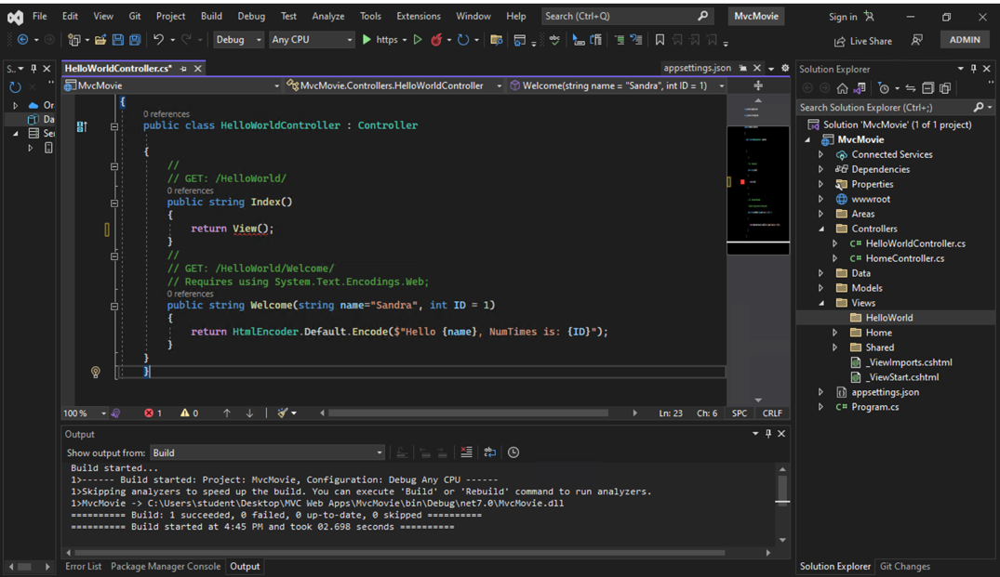 File Edit View Git Project Build Debug Test Analyze Tools Extensions Window Help Search (Ctrl+Q) MvcMovie Sign in
Debug Any CPU https Live Share ADMIN
S..
HelloWorldController.cs* appsettings.json
MvcMovie MvcMovie.Controllers.HelloWorldController Welcome(string name = "Sandra", int ID = 1)
Or
Da
Ser
{
0 references
public class HelloWorldController : Controller
{
//
// GET: /HelloWorld/
0 references
public string Index()
{
return View();
}
//
// GET: /HelloWorld/Welcome/
// Requires using System.Text.Encodings.Web;
0 references
public string Welcome(string name="Sandra", int ID = 1)
{
return HtmlEncoder.Default.Encode($"Hello {name}, NumTimes is: {ID}");
}
}
}
100 % 1 0 Ln: 23 Ch: 6 SPC CRLF
Output
Show output from: Build
Build started...
1>------ Build started: Project: MvcMovie, Configuration: Debug Any CPU ------
1>Skipping analyzers to speed up the build. You can execute 'Build' or 'Rebuild' command to run analyzers.
1>MvcMovie -> C:\Users\student\Desktop\MVC Web Apps\MvcMovie\bin\Debug\net7.0\MvcMovie.dll
========== Build: 1 succeeded, 0 failed, 0 up-to-date, 0 skipped ==========
========== Build started at 4:45 PM and took 02.698 seconds ==========
Error List Package Manager Console Output
Solution Explorer
Search Solution Explorer (Ctrl+;)
Solution 'MvcMovie' (1 of 1 project)
MvcMovie
Connected Services
Dependencies
Properties
wwwroot
Areas
Controllers
C# HelloWorldController.cs
C# HomeController.cs
Data
Models
Views
HelloWorld
Home
Shared
_ViewImports.cshtml
_ViewStart.cshtml
appsettings.json
C# Program.cs
Solution Explorer Git Changes